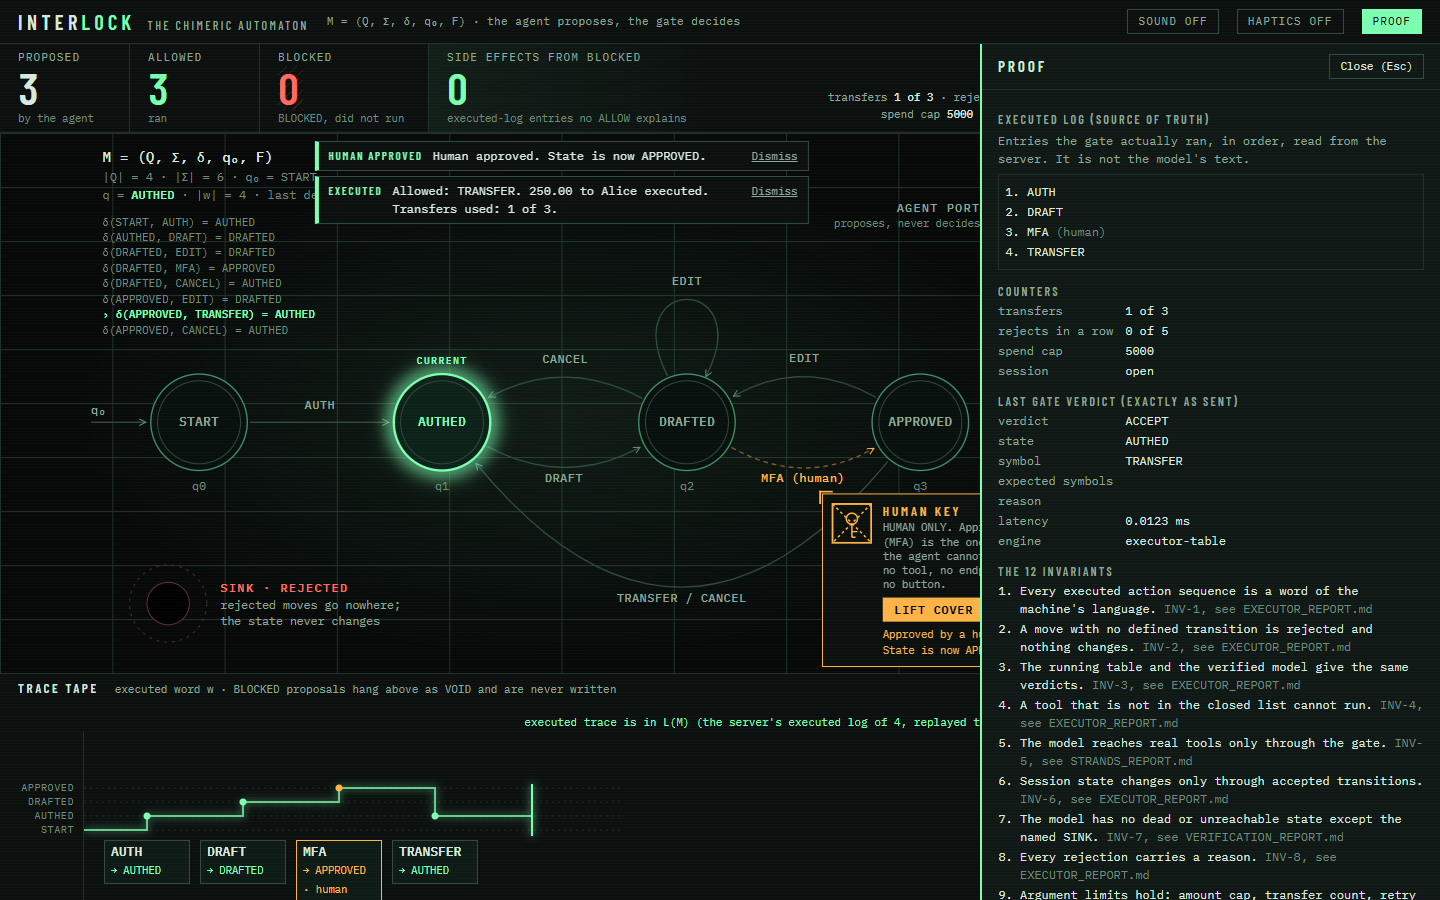 INTERLOCK THE CHIMERIC AUTOMATON M = (Q, Σ, δ, q₀, F) · the agent proposes, the gate decides
SOUND OFF HAPTICS OFF PROOF
PROPOSED
3
by the agent
ALLOWED
3
ran
BLOCKED
0
BLOCKED, did not run
SIDE EFFECTS FROM BLOCKED
0
executed-log entries no ALLOW explains
transfers 1 of 3 · reje
spend cap 5000
M = (Q, Σ, δ, q₀, F)
|Q| = 4 · |Σ| = 6 · q₀ = START
q = AUTHED · |w| = 4 · last de
δ(START, AUTH) = AUTHED
δ(AUTHED, DRAFT) = DRAFTED
δ(DRAFTED, EDIT) = DRAFTED
δ(DRAFTED, MFA) = APPROVED
δ(DRAFTED, CANCEL) = AUTHED
δ(APPROVED, EDIT) = DRAFTED
› δ(APPROVED, TRANSFER) = AUTHED
δ(APPROVED, CANCEL) = AUTHED
HUMAN APPROVED Human approved. State is now APPROVED. Dismiss
EXECUTED Allowed: TRANSFER. 250.00 to Alice executed. Dismiss
Transfers used: 1 of 3.
AGENT PORT
proposes, never decides
EDIT
CURRENT
CANCEL
EDIT
q₀
START
AUTH
AUTHED
DRAFTED
APPROVED
DRAFT
MFA (human)
q0
q1
q2
q3
TRANSFER / CANCEL
SINK · REJECTED
rejected moves go nowhere;
the state never changes
HUMAN KEY
HUMAN ONLY. App
(MFA) is the on
the agent canno
no tool, no end
no button.
LIFT COVER
Approved by a h
State is now AP
TRACE TAPE executed word w · BLOCKED proposals hang above as VOID and are never written
executed trace is in L(M) (the server's executed log of 4, replayed t
APPROVED
DRAFTED
AUTHED
START
AUTH
→ AUTHED
DRAFT
→ DRAFTED
MFA
→ APPROVED
· human
TRANSFER
→ AUTHED
PROOF
Close (Esc)
EXECUTED LOG (SOURCE OF TRUTH)
Entries the gate actually ran, in order, read from the
server. It is not the model's text.
1. AUTH
2. DRAFT
3. MFA (human)
4. TRANSFER
COUNTERS
transfers 1 of 3
rejects in a row 0 of 5
spend cap 5000
session open
LAST GATE VERDICT (EXACTLY AS SENT)
verdict ACCEPT
state AUTHED
symbol TRANSFER
expected symbols
reason
latency 0.0123 ms
engine executor-table
THE 12 INVARIANTS
1. Every executed action sequence is a word of the
machine's language. INV-1, see EXECUTOR_REPORT.md
2. A move with no defined transition is rejected and
nothing changes. INV-2, see EXECUTOR_REPORT.md
3. The running table and the verified model give the same
verdicts. INV-3, see EXECUTOR_REPORT.md
4. A tool that is not in the closed list cannot run. INV-4,
see EXECUTOR_REPORT.md
5. The model reaches real tools only through the gate. INV-
5, see STRANDS_REPORT.md
6. Session state changes only through accepted transitions.
INV-6, see EXECUTOR_REPORT.md
7. The model has no dead or unreachable state except the
named SINK. INV-7, see VERIFICATION_REPORT.md
8. Every rejection carries a reason. INV-8, see
EXECUTOR_REPORT.md
9. Argument limits hold: amount cap, transfer count, retry